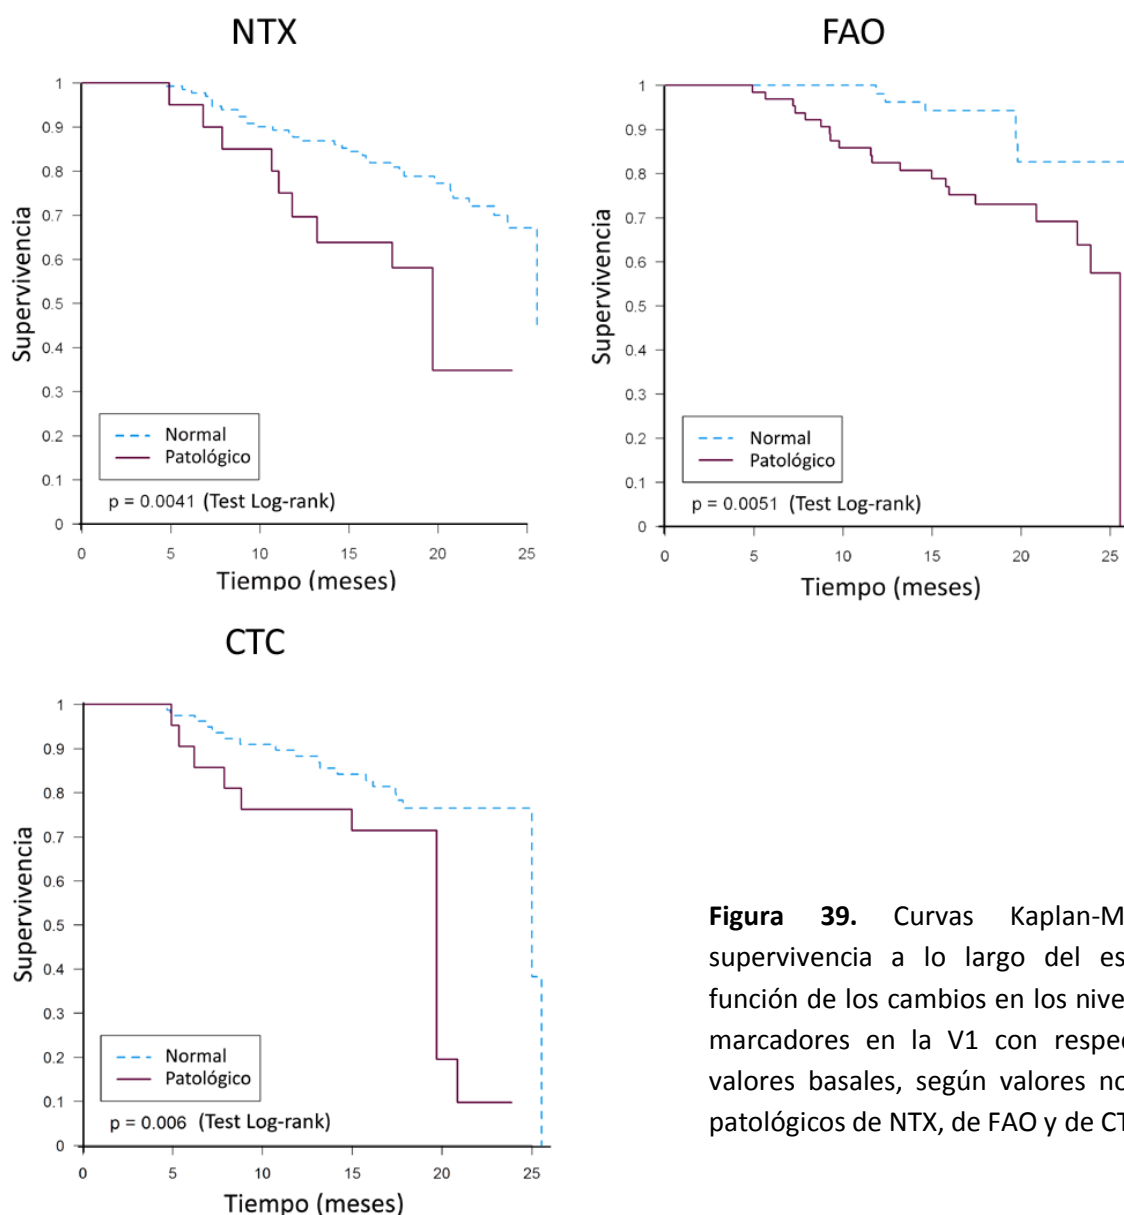 NTX
Supervivencia
1
0.9
0.8
0.7
0.6
0.5
0.4
0.3
0.2
0.1
0
Normal
Patológico
p = 0.0041 (Test Log-rank)
0 5 10 15 20 25
Tiempo (meses)
FAO
Supervivencia
1
0.9
0.8
0.7
0.6
0.5
0.4
0.3
0.2
0.1
0
Normal
Patológico
p = 0.0051 (Test Log-rank)
0 5 10 15 20 25
Tiempo (meses)
CTC
Supervivencia
1
0.9
0.8
0.7
0.6
0.5
0.4
0.3
0.2
0.1
0
Normal
Patológico
p = 0.006 (Test Log-rank)
0 5 10 15 20 25
Tiempo (meses)
Figura 39. Curvas Kaplan-M
supervivencia a lo largo del es
función de los cambios en los nive
marcadores en la V1 con respec
valores basales, según valores no
patológicos de NTX, de FAO y de CT